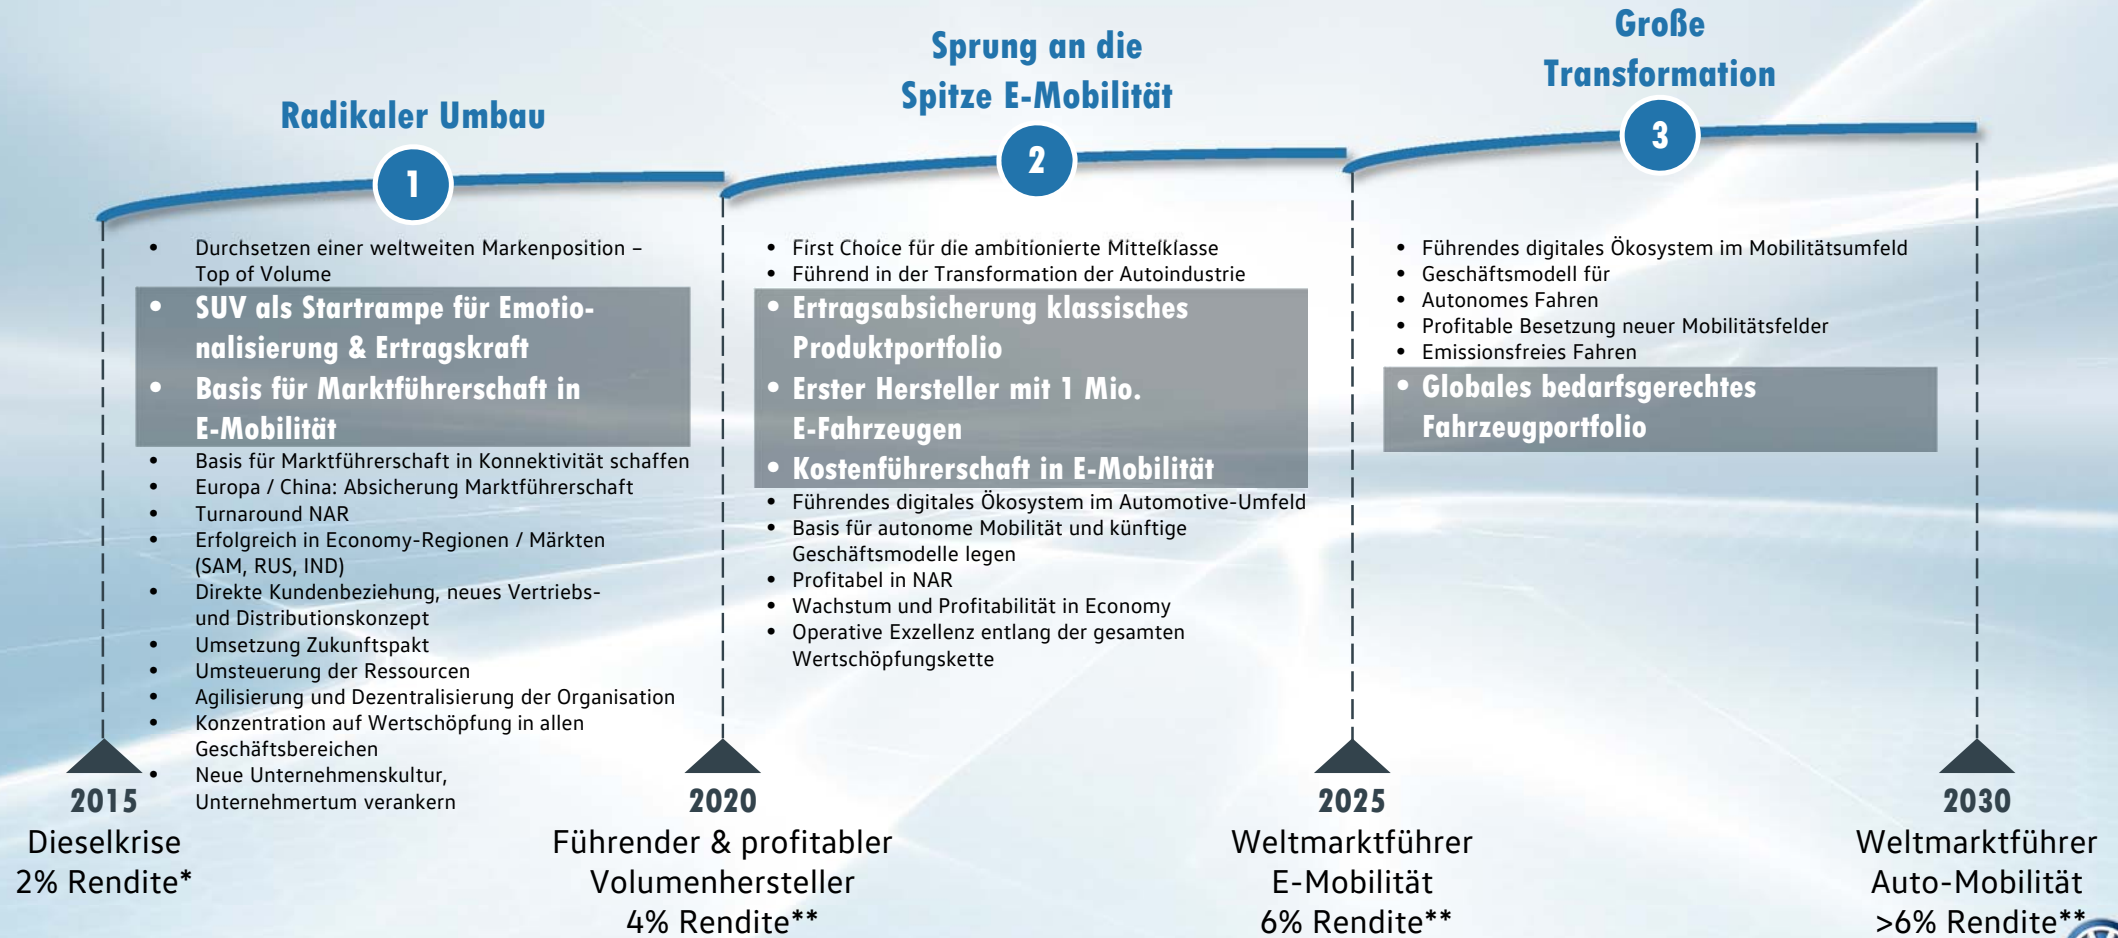 Radikaler Umbau
1
• Durchsetzen einer weltweiten Markenposition –
Top of Volume
• SUV als Startrampe für Emotio-
nalisierung & Ertragskraft
• Basis für Marktführerschaft in
E-Mobilität
• Basis für Marktführerschaft in Konnektivität schaffen
• Europa / China: Absicherung Marktführerschaft
• Turnaround NAR
• Erfolgreich in Economy-Regionen / Märkten
(SAM, RUS, IND)
• Direkte Kundenbeziehung, neues Vertriebs-
und Distributionskonzept
• Umsetzung Zukunftspakt
• Umsteuerung der Ressourcen
• Agilisierung und Dezentralisierung der Organisation
• Konzentration auf Wertschöpfung in allen
Geschäftsbereichen
• Neue Unternehmenskultur,
Unternehmertum verankern
Sprung an die
Spitze E-Mobilität
2
• First Choice für die ambitionierte Mittelklasse
• Führend in der Transformation der Autoindustrie
• Ertragsabsicherung klassisches
Produktportfolio
• Erster Hersteller mit 1 Mio.
E-Fahrzeugen
• Kostenführerschaft in E-Mobilität
• Führendes digitales Ökosystem im Automotive-Umfeld
• Basis für autonome Mobilität und künftige
Geschäftsmodelle legen
• Profitabel in NAR
• Wachstum und Profitabilität in Economy
• Operative Exzellenz entlang der gesamten
Wertschöpfungskette
Große
Transformation
3
• Führendes digitales Ökosystem im Mobilitätsumfeld
• Geschäftsmodell für
• Autonomes Fahren
• Profitable Besetzung neuer Mobilitätsfelder
• Emissionsfreies Fahren
• Globales bedarfsgerechtes
Fahrzeugportfolio
2015
Dieselkrise
2% Rendite*
2020
Führender & profitabler
Volumenhersteller
4% Rendite**
2025
Weltmarktführer
E-Mobilität
6% Rendite**
2030
Weltmarktführer
Auto-Mobilität
>6% Rendite**